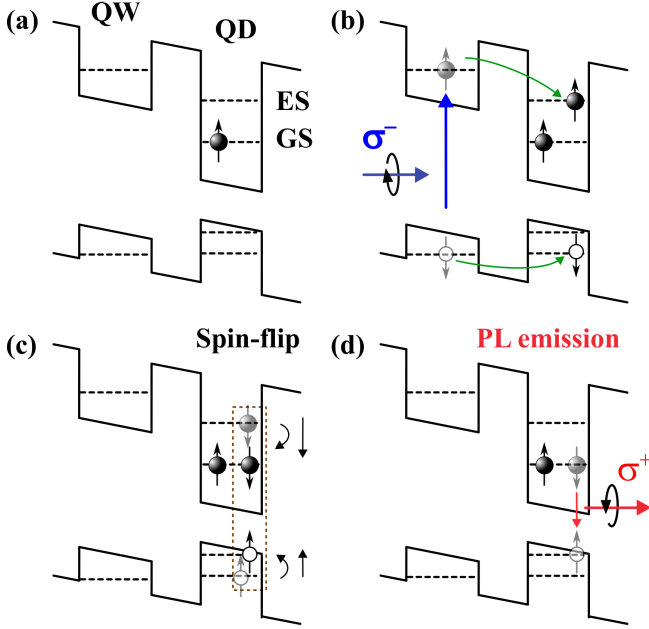 (a) QW QD
ES
GS
(b)
σ⁻
(c) Spin-flip
(d) PL emission
σ⁺